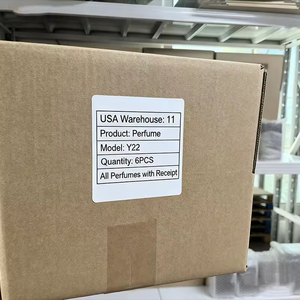 USA Warehouse: 11
Product: Perfume
Model: Y22
Quantity: 6PCS
All Perfumes with Receipt